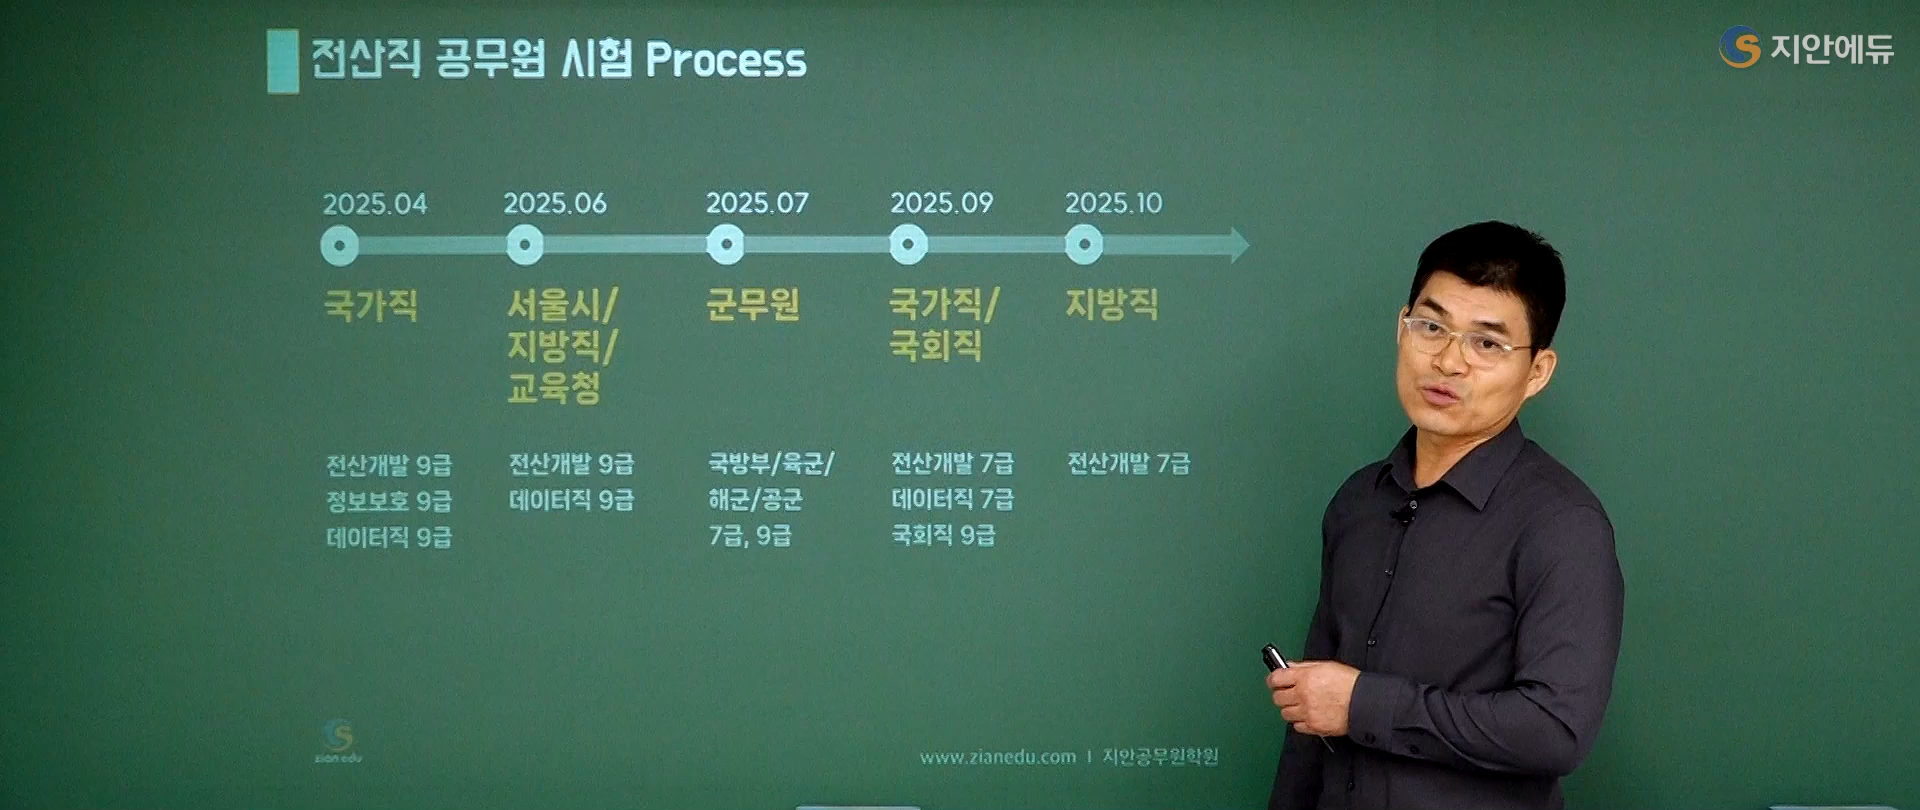 전산직 공무원 시험 Process
지안에듀
2025.04
2025.06
2025.07
2025.09
2025.10
국가직
서울시/
지방직/
교육청
군무원
국가직/
국회직
지방직
전산개발 9급
정보보호 9급
데이터직 9급
전산개발 9급
데이터직 9급
국방부/육군/
해군/공군
7급, 9급
전산개발 7급
데이터직 7급
국회직 9급
전산개발 7급
zian edu
www.zianedu.com | 지안공무원학원